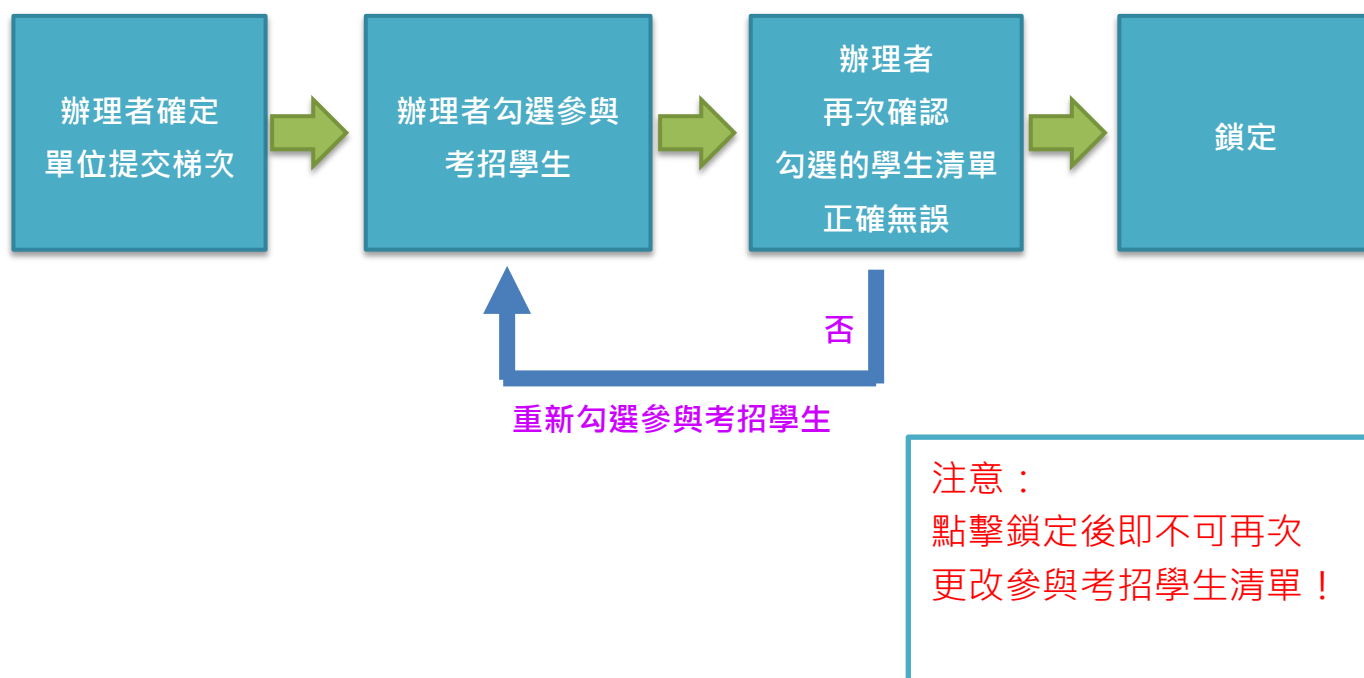 辦理者確定
單位提交梯次
辦理者勾選參與
考招學生
辦理者
再次確認
勾選的學生清單
正確無誤
鎖定
否
重新勾選參與考招學生
注意：
點擊鎖定後即不可再次
更改參與考招學生清單！